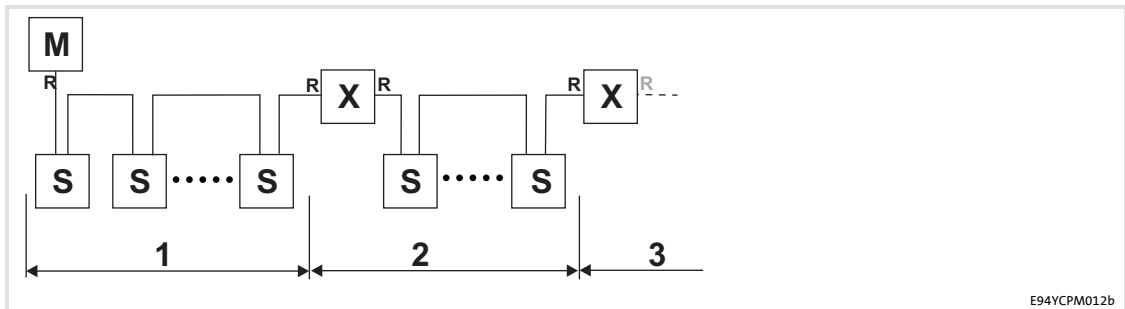 M
R
R X R
R X R
S S S S S
1 2 3
E94YCPM012b